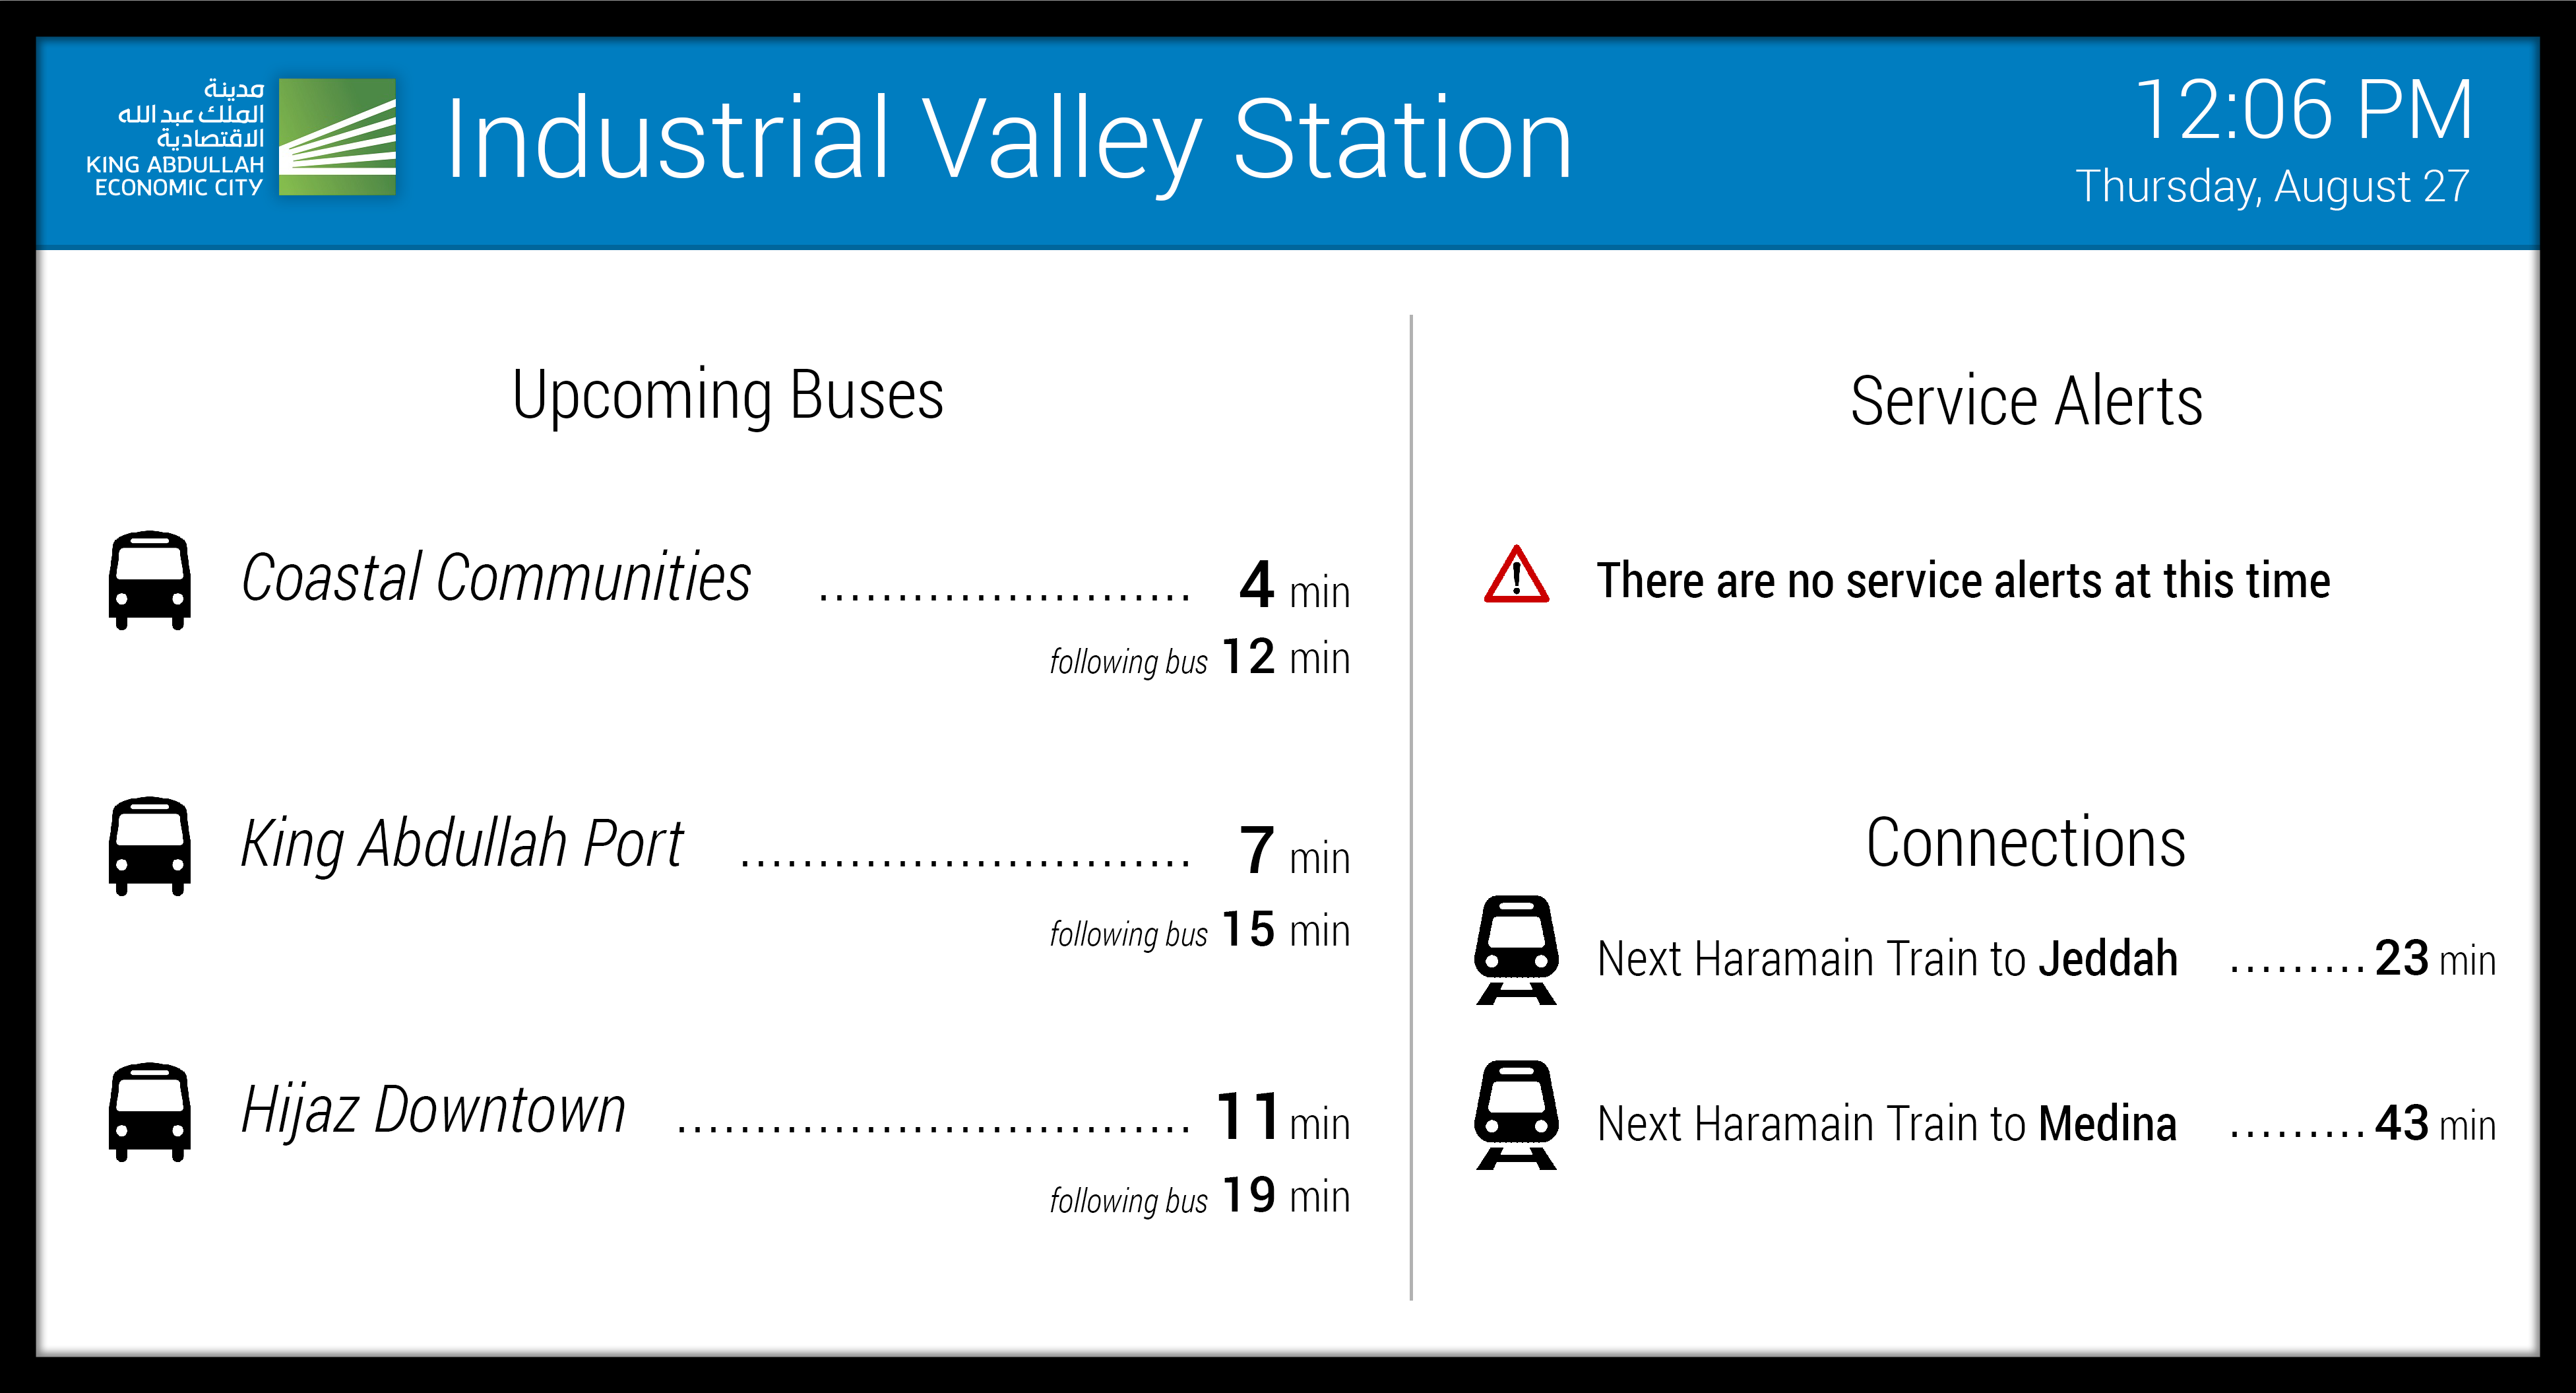 مدينة
الملك عبد الله
الاقتصادية
KING ABDULLAH
ECONOMIC CITY
Industrial Valley Station
12:06 PM
Thursday, August 27
Upcoming Buses
Coastal Communities ........................ 4 min
following bus 12 min
King Abdullah Port ............................. 7 min
following bus 15 min
Hijaz Downtown ................................. 11 min
following bus 19 min
Service Alerts
There are no service alerts at this time
Connections
Next Haramain Train to Jeddah ......... 23 min
Next Haramain Train to Medina ......... 43 min